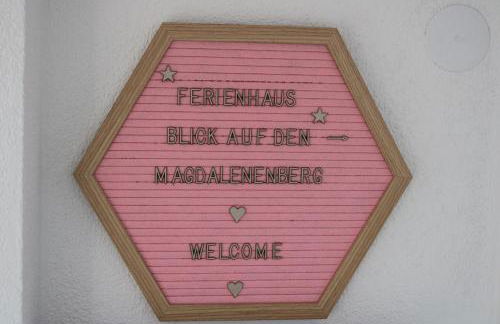 FERIENHAUS
BLICK AUF DEN →
MAGDALENENBERG
WELCOME